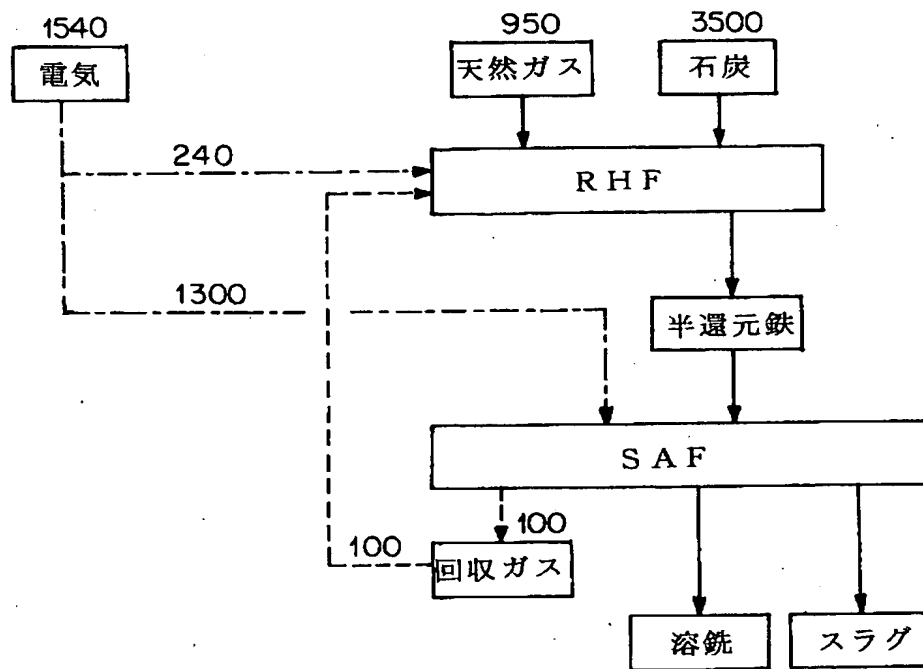 1540
電気
950
天然ガス
3500
石炭
240
RHF
1300
半還元鉄
SAF
100
100
回収ガス
溶銑
スラグ